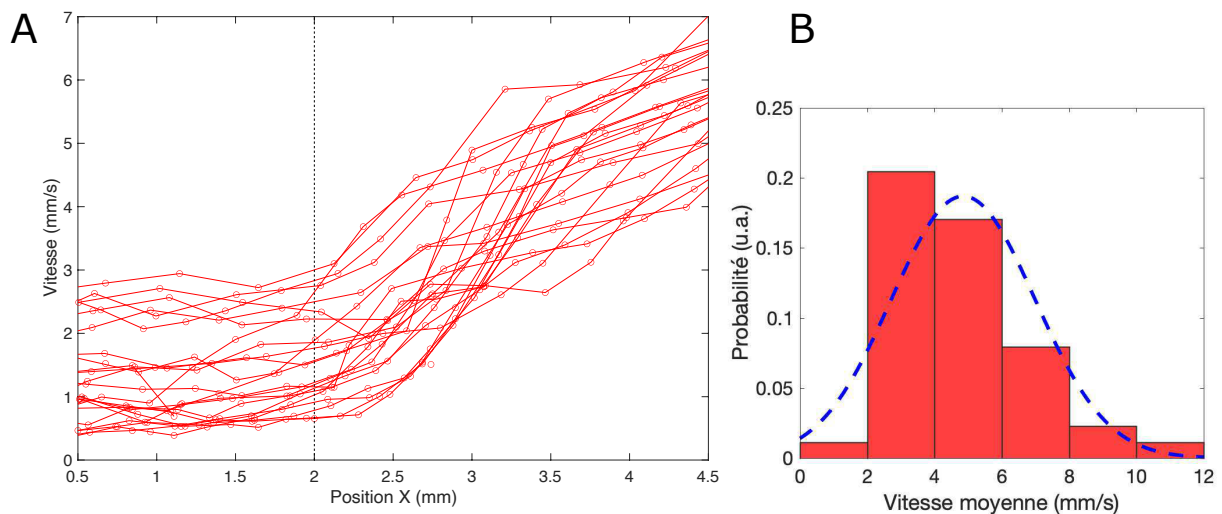 A
7
6
5
4
3
2
1
0
Vitesse (mm/s)
0.5 1 1.5 2 2.5 3 3.5 4 4.5
Position X (mm)
B
0.25
0.2
0.15
0.1
0.05
0
Probabilité (u.a.)
0 2 4 6 8 10 12
Vitesse moyenne (mm/s)